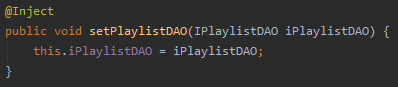 @Inject
public void setPlaylistDAO(IPlaylistDAO iPlaylistDAO) {
    this.iPlaylistDAO = iPlaylistDAO;
}